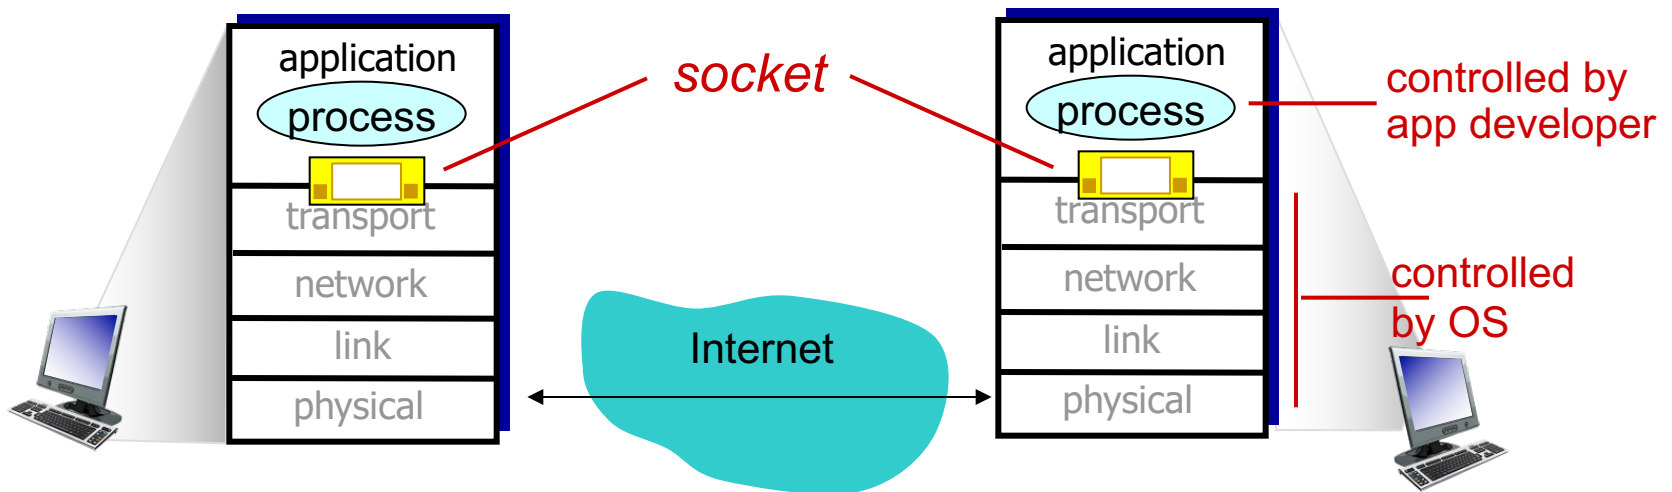 application
process
transport
network
link
physical
socket
Internet
application
process
transport
network
link
physical
controlled by
app developer
controlled
by OS